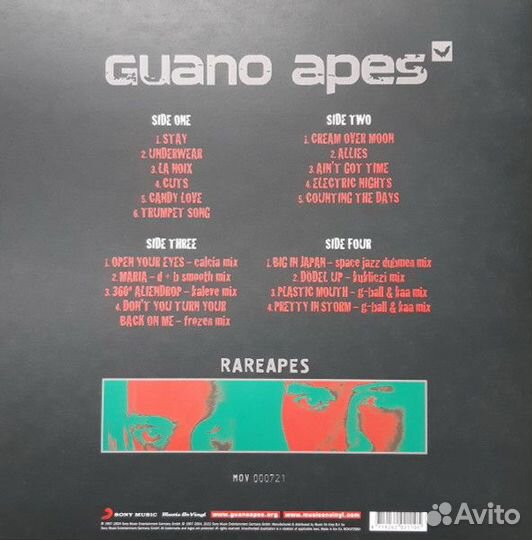 Guano apes
SIDE ONE
1. STAY
2. UNDERWEAR
3. LA NOIX
4. CUTS
5. CANDY LOVE
6. TRUMPET SONG
SIDE TWO
1. CREAM OVER MOON
2. ALLIES
3. AIN'T GOT TIME
4. ELECTRIC NIGHTS
5. COUNTING THE DAYS
SIDE THREE
1. OPEN YOUR EYES – calcia mix
2. MARIA – d + b smooth mix
3. 360° ALIENDROP – kaleve mix
4. DON'T YOU TURN YOUR
BACK ON ME – frozen mix
SIDE FOUR
1. BIG IN JAPAN – space jazz dubmen mix
2. DÖDEL UP – kukliczi mix
3. PLASTIC MOUTH – g-ball & kaa mix
4. PRETTY IN STORM – g-ball & kaa mix
RAREAPES
MOV 000721
SONY MUSIC
Music On Vinyl
www.guanoapes.org
www.musiconvinyl.com
Avito